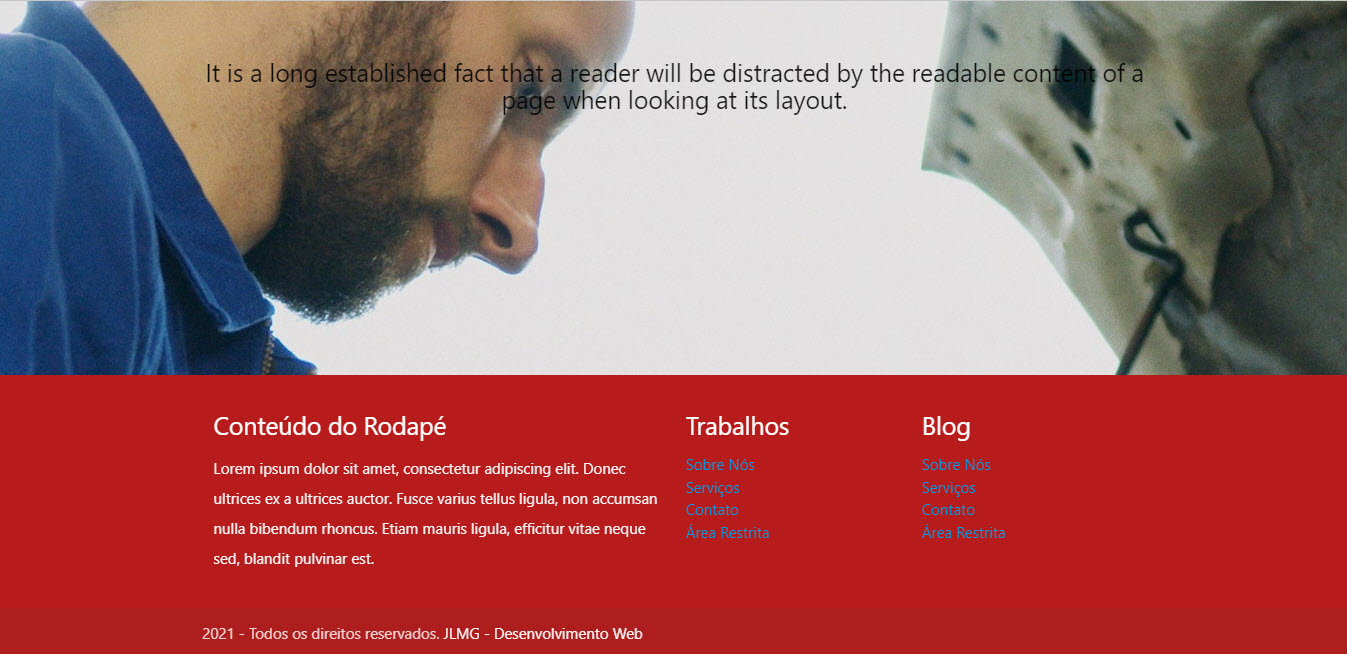 It is a long established fact that a reader will be distracted by the readable content of a
page when looking at its layout.
Conteúdo do Rodapé
Lorem ipsum dolor sit amet, consectetur adipiscing elit. Donec
ultrices ex a ultrices auctor. Fusce varius tellus ligula, non accumsan
nulla bibendum rhoncus. Etiam mauris ligula, efficitur vitae neque
sed, blandit pulvinar est.
Trabalhos
Sobre Nós
Serviços
Contato
Área Restrita
Blog
Sobre Nós
Serviços
Contato
Área Restrita
2021 - Todos os direitos reservados. JLMG - Desenvolvimento Web